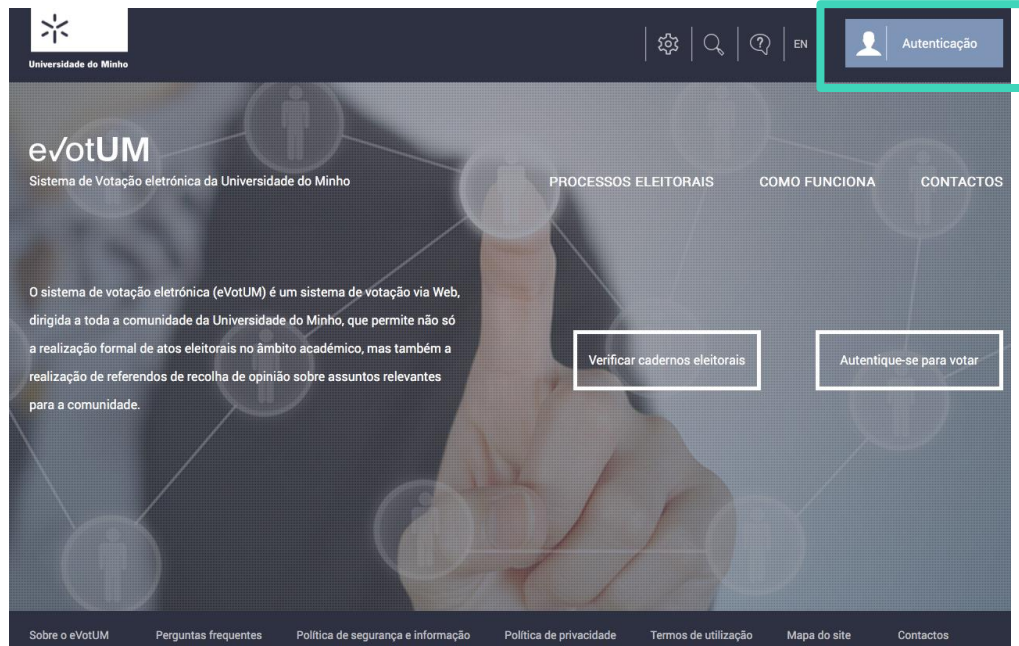 Universidade do Minho
EN
Autenticação
e√otUM
Sistema de Votação eletrónica da Universidade do Minho
PROCESSOS ELEITORAIS
COMO FUNCIONA
CONTACTOS
O sistema de votação eletrónica (eVotUM) é um sistema de votação via Web,
dirigida a toda a comunidade da Universidade do Minho, que permite não só
a realização formal de atos eleitorais no âmbito académico, mas também a
realização de referendos de recolha de opinião sobre assuntos relevantes
para a comunidade.
Verificar cadernos eleitorais
Autentique-se para votar
Sobre o eVotUM
Perguntas frequentes
Política de segurança e informação
Política de privacidade
Termos de utilização
Mapa do site
Contactos